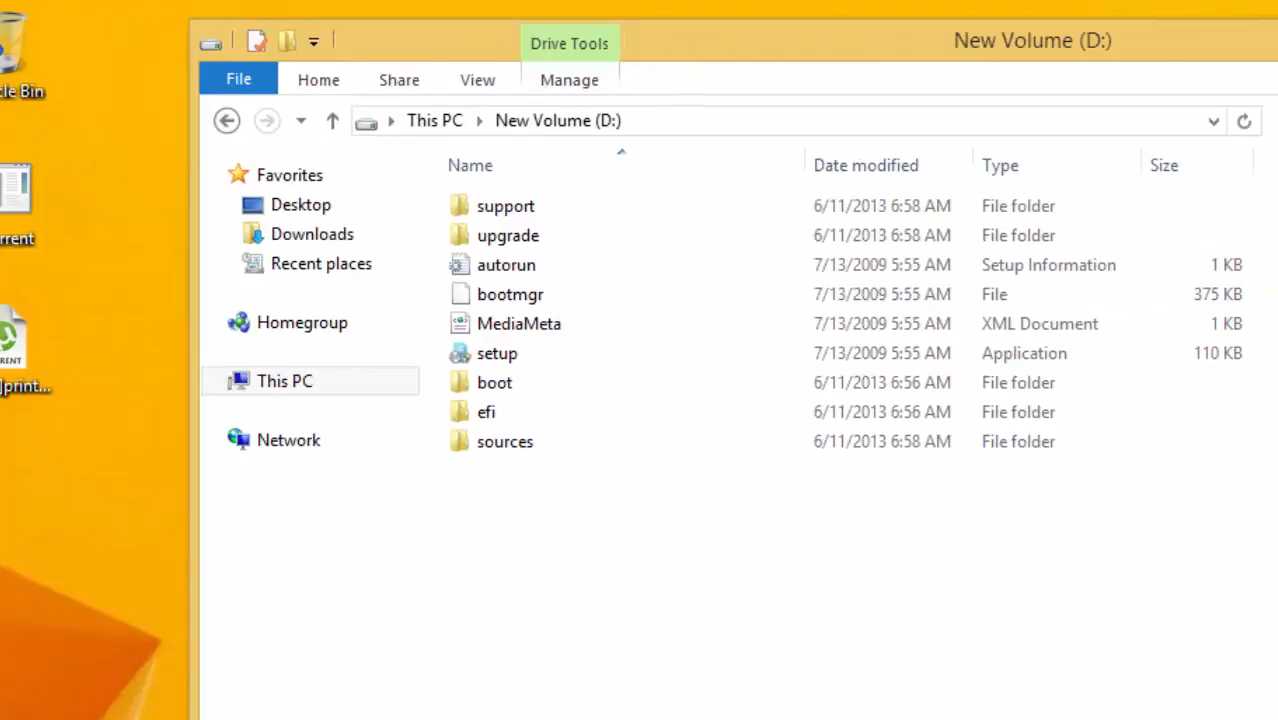 New Volume (D:)
Drive Tools
File Home Share View Manage
This PC New Volume (D:)
Name Date modified Type Size
Favorites
Desktop
Downloads
Recent places
Homegroup
This PC
Network
support 6/11/2013 6:58 AM File folder
upgrade 6/11/2013 6:58 AM File folder
autorun 7/13/2009 5:55 AM Setup Information 1 KB
bootmgr 7/13/2009 5:55 AM File 375 KB
MediaMeta 7/13/2009 5:55 AM XML Document 1 KB
setup 7/13/2009 5:55 AM Application 110 KB
boot 6/11/2013 6:56 AM File folder
efi 6/11/2013 6:56 AM File folder
sources 6/11/2013 6:58 AM File folder
cle Bin
rrent
RENT
]print...